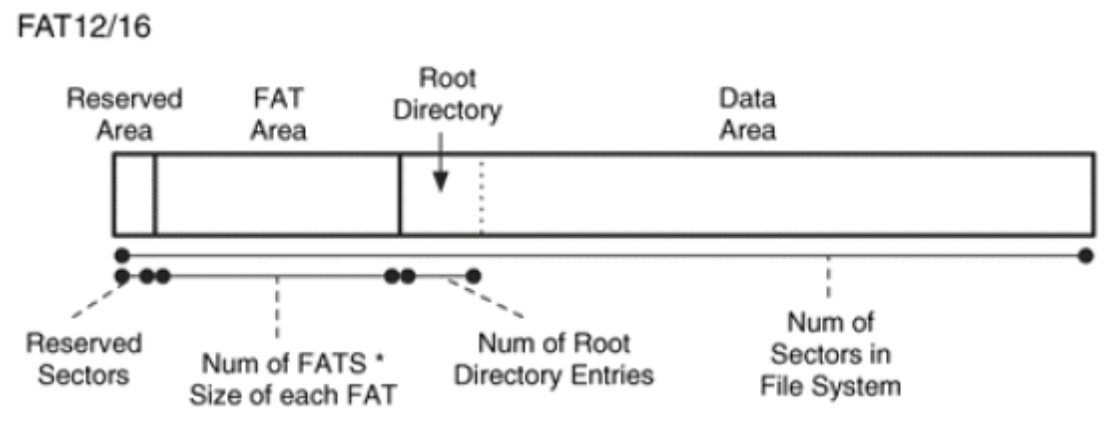 FAT12/16
Reserved
Area
FAT
Area
Root
Directory
Data
Area
Reserved
Sectors
Num of FATS *
Size of each FAT
Num of Root
Directory Entries
Num of
Sectors in
File System